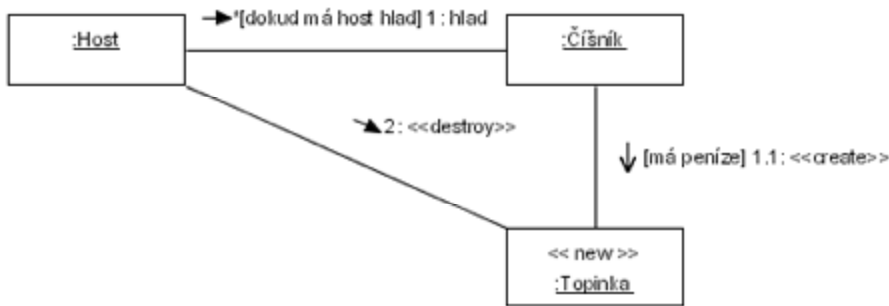 *[dokud má host hlad] 1 : hlad
:Host
:Číšník
2 : <<destroy>>
[má peníze] 1.1 : <<create>>
<< new >>
:Topinka